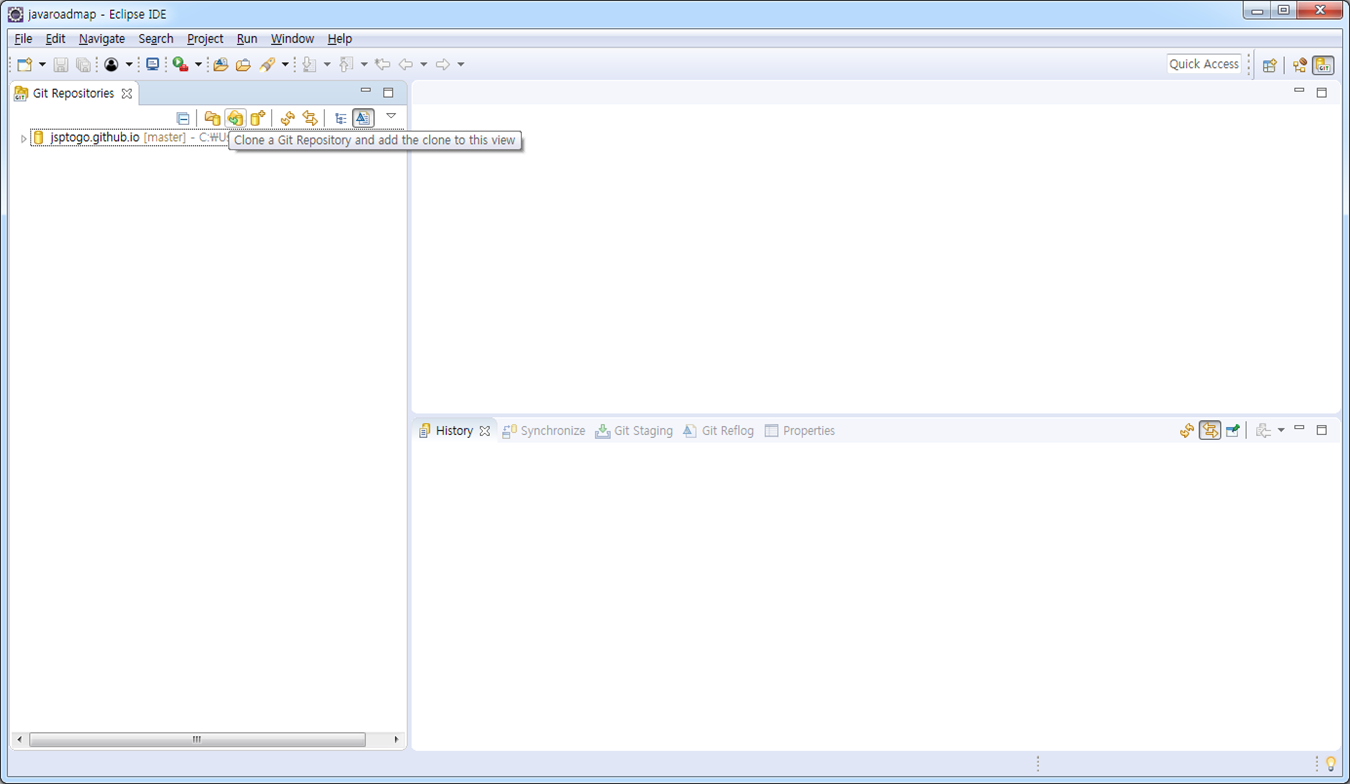 javaroadmap - Eclipse IDE
File Edit Navigate Search Project Run Window Help
Quick Access
Git Repositories
jsptogo.github.io [master] - C:₩Us
Clone a Git Repository and add the clone to this view
History Synchronize Git Staging Git Reflog Properties